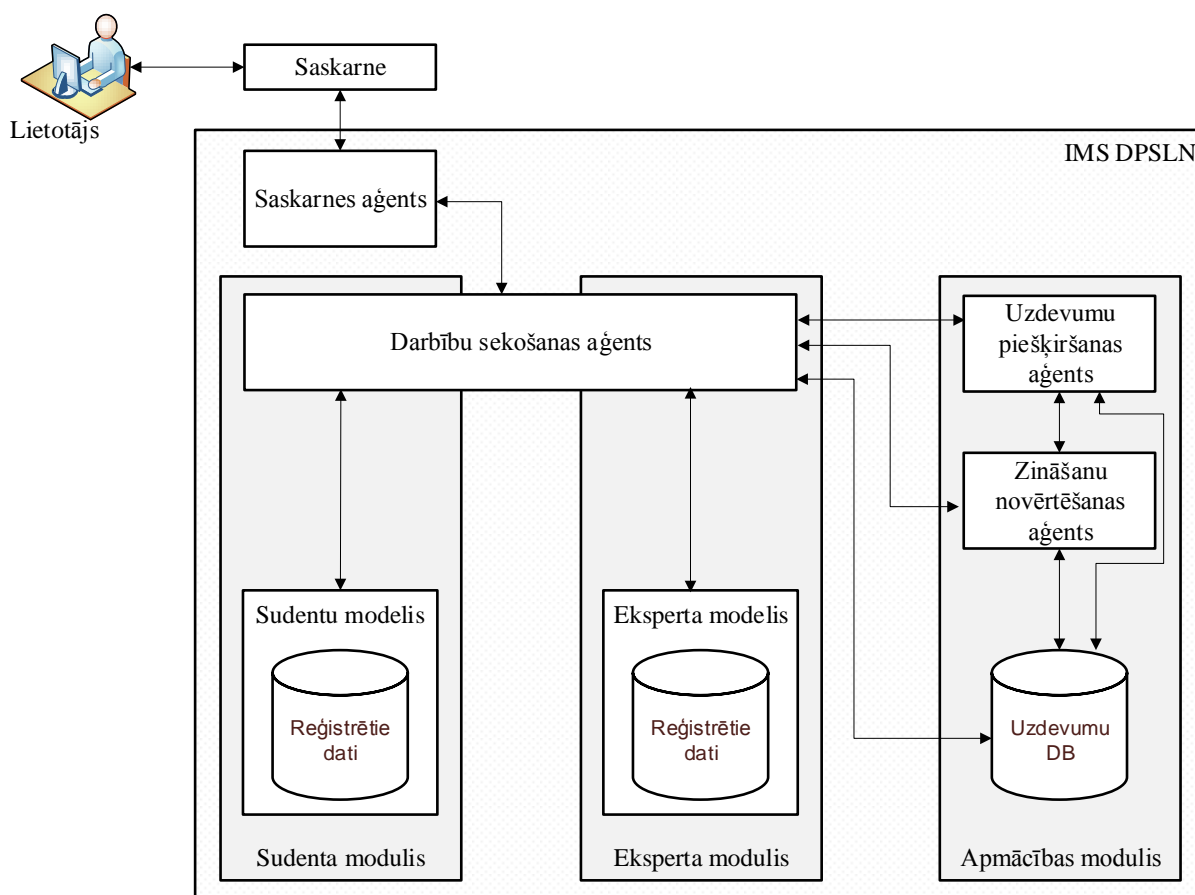 Saskarne
Lietotājs
IMS DPSLN
Saskarnes aģents
Darbību sekošanas aģents
Uzdevumu
piešķiršanas
aģents
Zināšanu
novērtēšanas
aģents
Sudentu modelis
Eksperta modelis
Reģistrētie
dati
Reģistrētie
dati
Uzdevumu
DB
Sudenta modulis
Eksperta modulis
Apmācības modulis